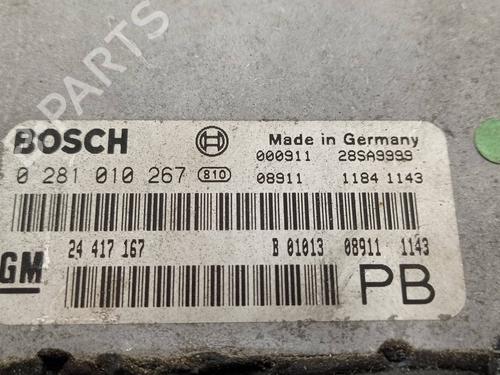 BOSCH
Made in Germany
000911 28SA9999
0 281 010 267 810
08911 1184 1143
24 417 167 B 01013 08911 1143
GM
PB
B-PARTS